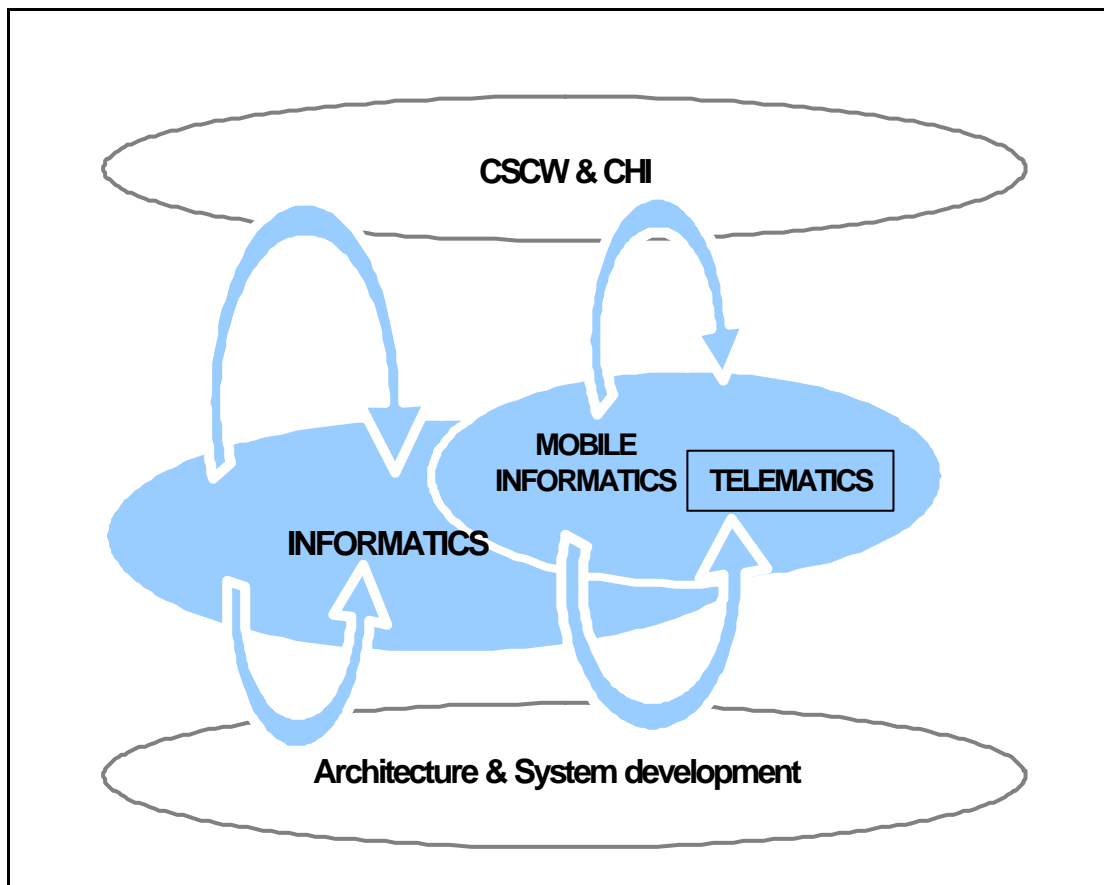 CSCW & CHI
MOBILE
INFORMATICS
TELEMATICS
INFORMATICS
Architecture & System development